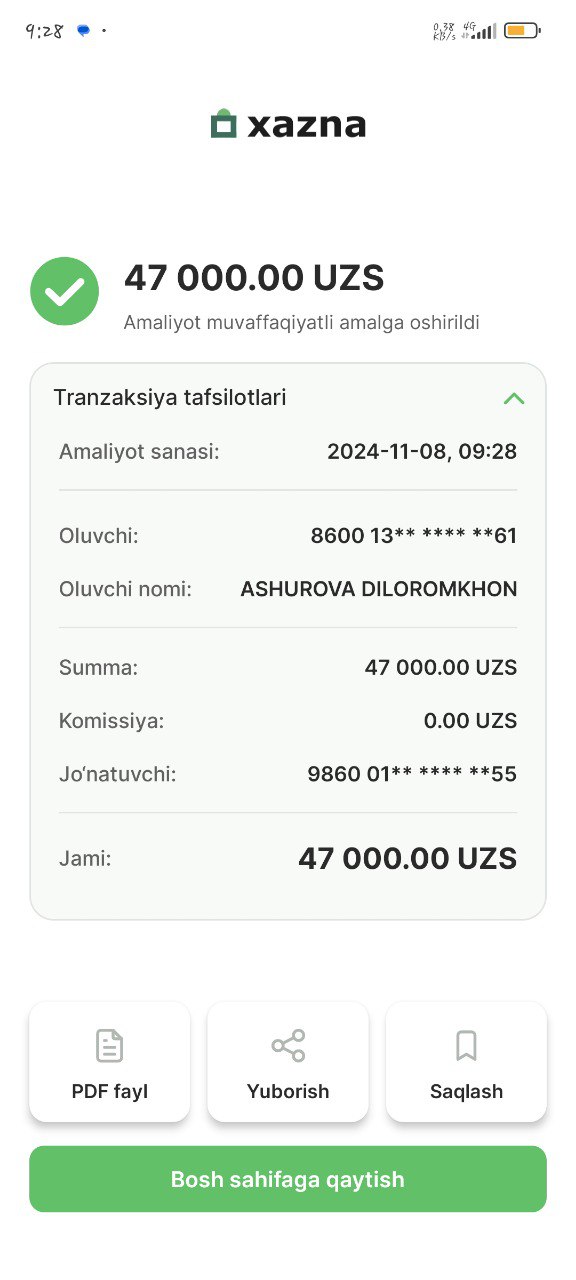 9:28
0.38 4G
KB/s
xazna
47 000.00 UZS
Amaliyot muvaffaqiyatli amalga oshirildi
Tranzaksiya tafsilotlari
Amaliyot sanasi: 2024-11-08, 09:28
Oluvchi: 8600 13** **** **61
Oluvchi nomi: ASHUROVA DILOROMKHON
Summa: 47 000.00 UZS
Komissiya: 0.00 UZS
Jo‘natuvchi: 9860 01** **** **55
Jami: 47 000.00 UZS
PDF fayl Yuborish Saqlash
Bosh sahifaga qaytish